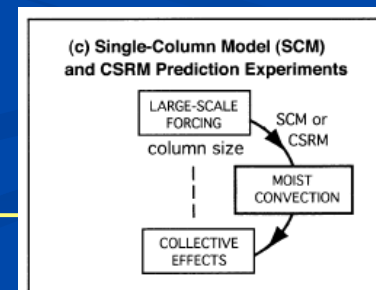 (c) Single-Column Model (SCM)
and CSRM Prediction Experiments
LARGE-SCALE
FORCING
SCM or
CSRM
column size
MOIST
CONVECTION
COLLECTIVE
EFFECTS